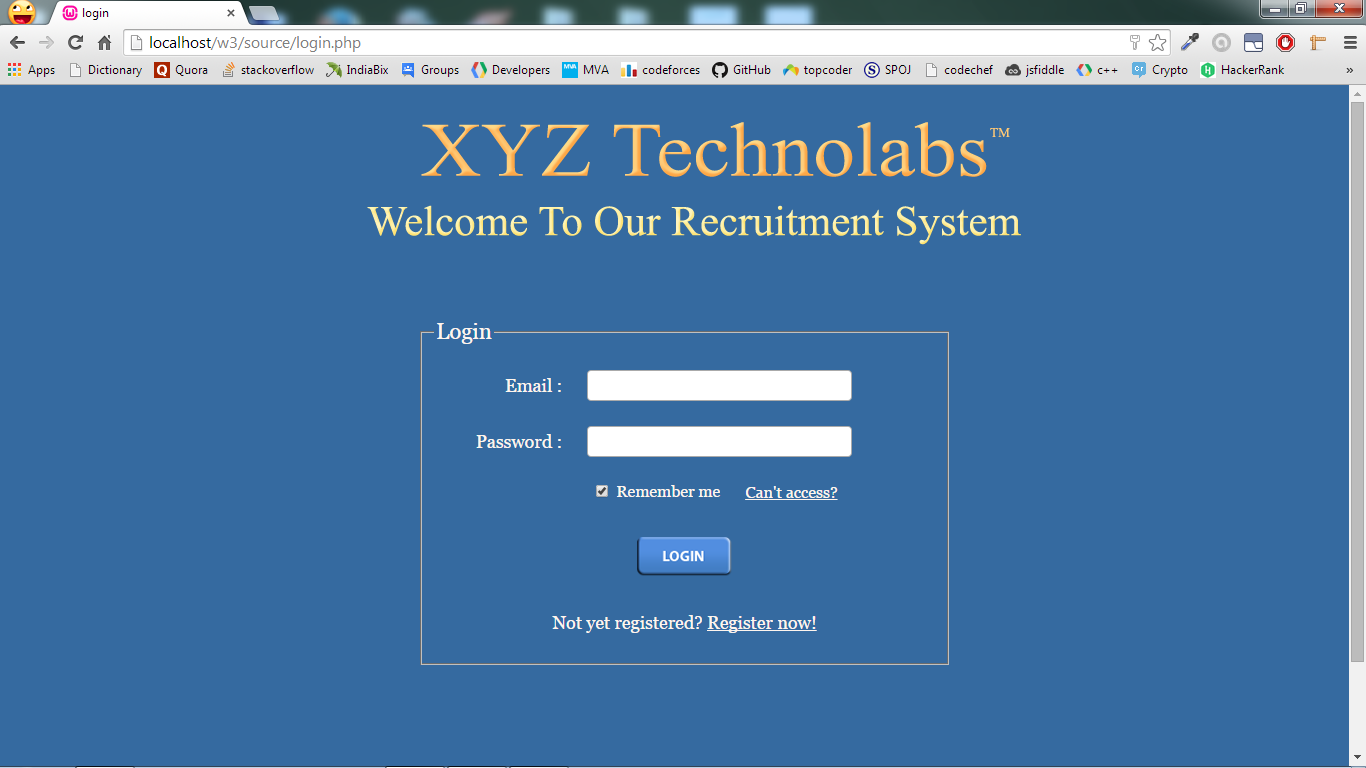 login
localhost/w3/source/login.php
Apps Dictionary Quora stackoverflow IndiaBix Groups Developers MVA codeforces GitHub topcoder SPOJ codechef jsfiddle c++ Crypto HackerRank »
XYZ Technolabs™
Welcome To Our Recruitment System
Login
Email :
Password :
Remember me Can't access?
LOGIN
Not yet registered? Register now!